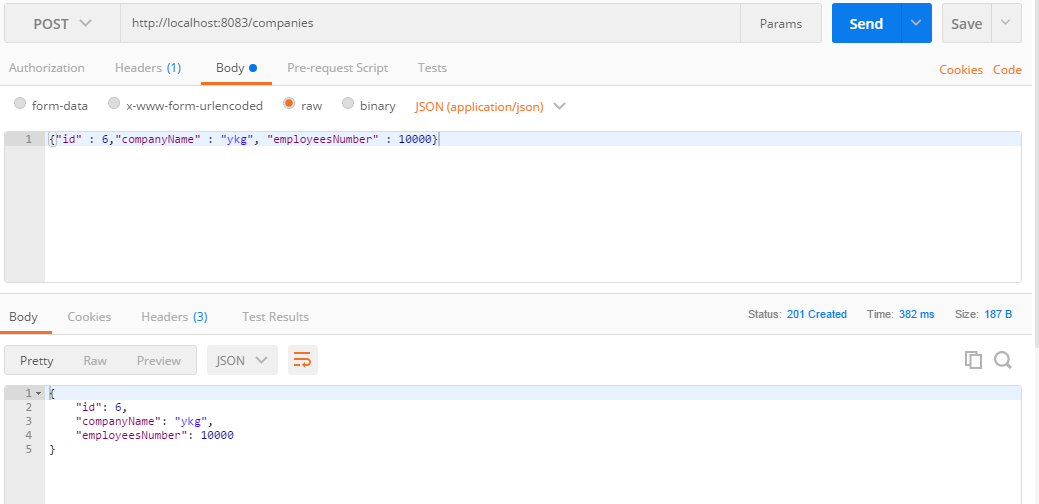 POST http://localhost:8083/companies Params Send Save
Authorization Headers (1) Body Pre-request Script Tests Cookies Code
form-data x-www-form-urlencoded raw binary JSON (application/json)
1 {"id" : 6,"companyName" : "ykg", "employeesNumber" : 10000}
Body Cookies Headers (3) Test Results Status: 201 Created Time: 382 ms Size: 187 B
Pretty Raw Preview JSON
1 {
2 "id": 6,
3 "companyName": "ykg",
4 "employeesNumber": 10000
5 }